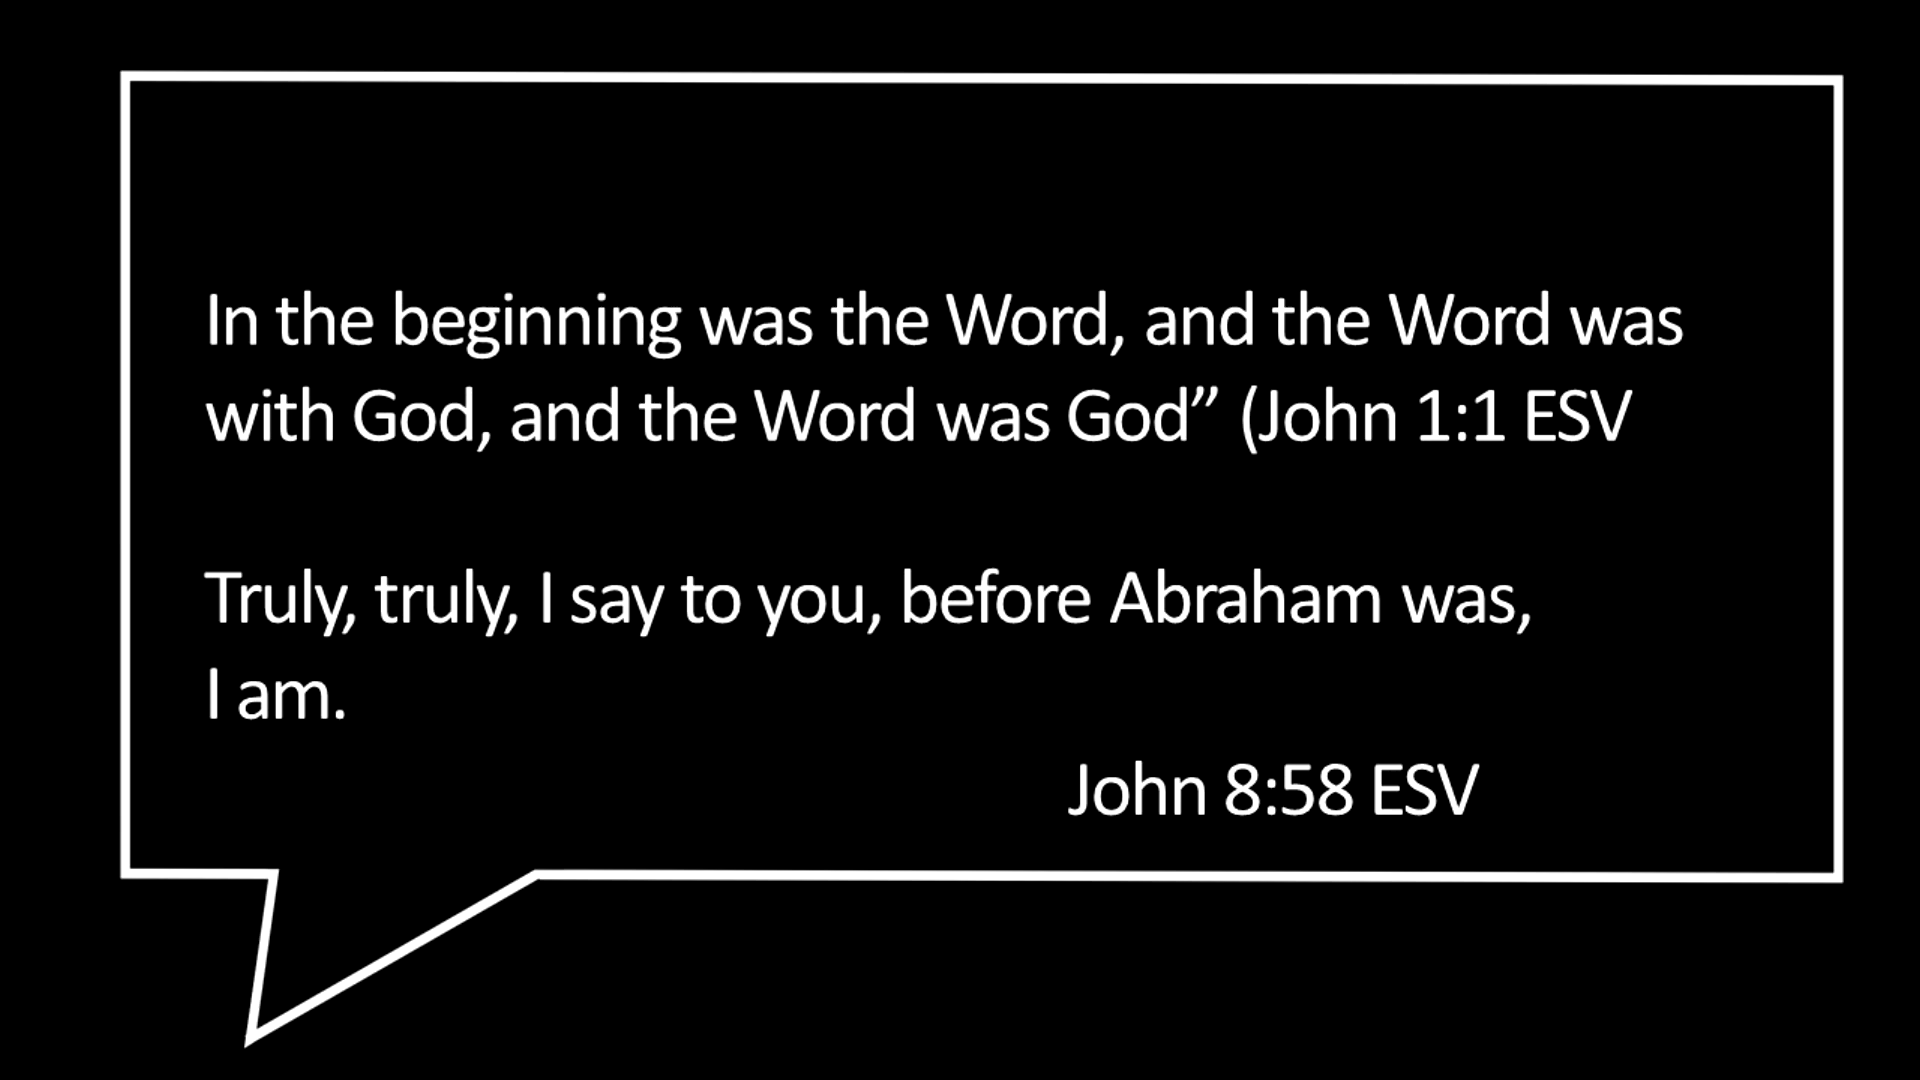 In the beginning was the Word, and the Word was
with God, and the Word was God” (John 1:1 ESV
Truly, truly, I say to you, before Abraham was,
I am.
John 8:58 ESV